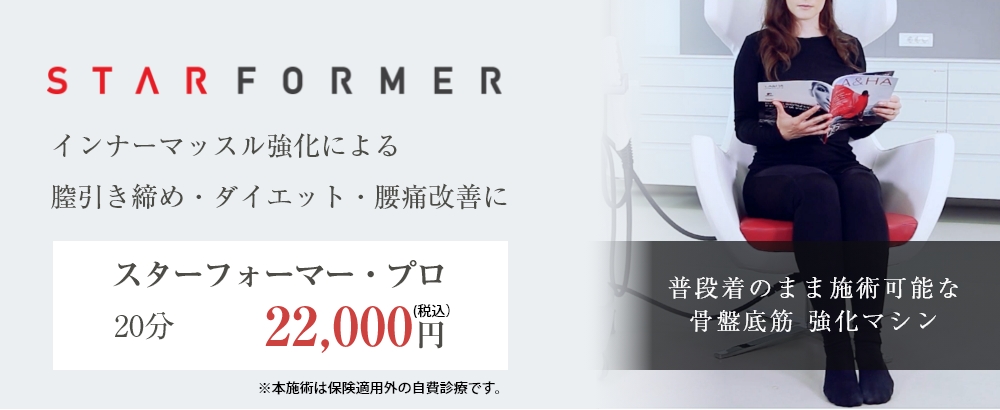 STARFORMER
インナーマッスル強化による
膣引き締め・ダイエット・腰痛改善に
スターフォーマー・プロ
20分 22,000円(税込)
※本施術は保険適用外の自費診療です。
A&HA
普段着のまま施術可能な
骨盤底筋 強化マシン